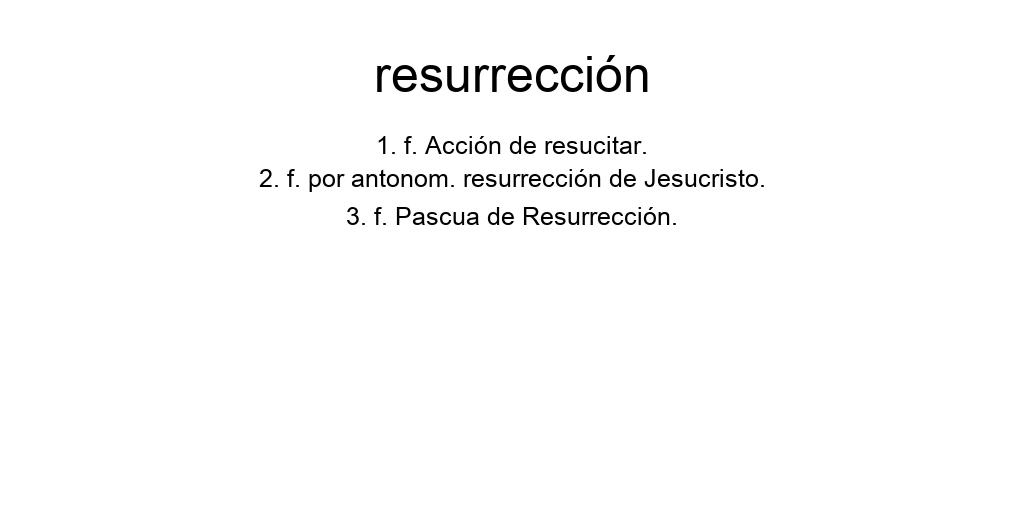 resurrección
1. f. Acción de resucitar.
2. f. por antonom. resurrección de Jesucristo.
3. f. Pascua de Resurrección.